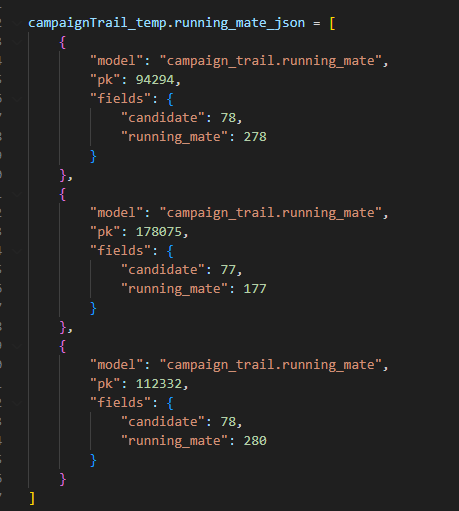 campaignTrail_temp.running_mate_json = [
    {
        "model": "campaign_trail.running_mate",
        "pk": 94294,
        "fields": {
            "candidate": 78,
            "running_mate": 278
        }
    },
    {
        "model": "campaign_trail.running_mate",
        "pk": 178075,
        "fields": {
            "candidate": 77,
            "running_mate": 177
        }
    },
    {
        "model": "campaign_trail.running_mate",
        "pk": 112332,
        "fields": {
            "candidate": 78,
            "running_mate": 280
        }
    }
]